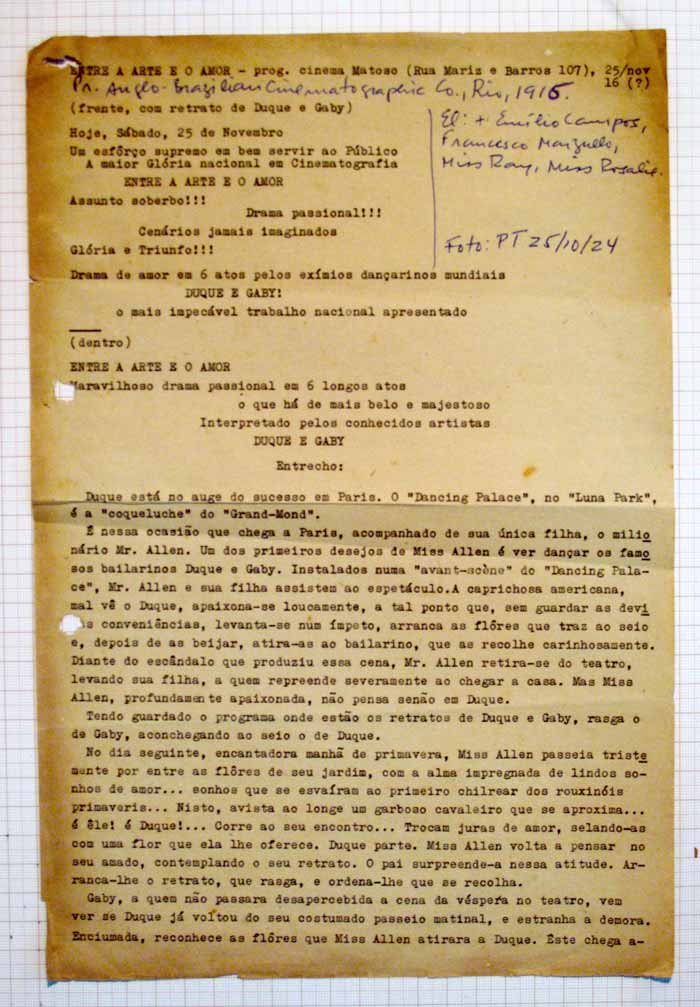 ENTRE A ARTE E O AMOR - prog. cinema Matoso (Rua Mariz e Barros 107), 25/nov
16 (?)
Pr. Anglo-Brazilian Cinematographic Co., Rio, 1916.
(frente, com retrato de Duque e Gaby)
El: + Emílio Campos,
Francesco Marzullo,
Miss Ray, Miss Rosalie.
Foto: PT 25/10/24
Hoje, Sábado, 25 de Novembro
Um esfôrço supremo em bem servir ao Público
A maior Glória nacional em Cinematografia
ENTRE A ARTE E O AMOR
Assunto soberbo!!!
Drama passional!!!
Cenários jamais imaginados
Glória e Triunfo!!!
Drama de amor em 6 atos pelos exímios dançarinos mundiais
DUQUE E GABY!
o mais impecável trabalho nacional apresentado
(dentro)
ENTRE A ARTE E O AMOR
Maravilhoso drama passional em 6 longos atos
o que há de mais belo e majestoso
Interpretado pelos conhecidos artistas
DUQUE E GABY
Entrecho:
Duque está no auge do sucesso em Paris. O "Dancing Palace", no "Luna Park",
é a "coqueluche" do "Grand-Mond".
É nessa ocasião que chega a Paris, acompanhado de sua única filha, o milio
nário Mr. Allen. Um dos primeiros desejos de Miss Allen é ver dançar os famo
sos bailarinos Duque e Gaby. Instalados numa "avant-scène" do "Dancing Pala-
ce", Mr. Allen e sua filha assistem ao espetáculo.A caprichosa americana,
mal vê o Duque, apaixona-se loucamente, a tal ponto que, sem guardar as devi
as conveniências, levanta-se num ímpeto, arranca as flôres que traz ao seio
e, depois de as beijar, atira-as ao bailarino, que as recolhe carinhosamente.
Diante do escândalo que produziu essa cena, Mr. Allen retira-se do teatro,
levando sua filha, a quem repreende severamente ao chegar a casa. Mas Miss
Allen, profundamente apaixonada, não pensa senão em Duque.
Tendo guardado o programa onde estão os retratos de Duque e Gaby, rasga o
de Gaby, aconchegando ao seio o de Duque.
No dia seguinte, encantadora manhã de primavera, Miss Allen passeia triste
mente por entre as flôres de seu jardim, com a alma impregnada de lindos so-
nhos de amor... sonhos que se esvaíram ao primeiro chilrear dos rouxinóis
primaveris... Nisto, avista ao longe um garboso cavaleiro que se aproxima...
é êle! é Duque!... Corre ao seu encontro... Trocam juras de amor, selando-as
com uma flor que ela lhe oferece. Duque parte. Miss Allen volta a pensar no
seu amado, contemplando o seu retrato. O pai surpreende-a nessa atitude. Ar-
ranca-lhe o retrato, que rasga, e ordena-lhe que se recolha.
Gaby, a quem não passara desapercebida a cena da véspera no teatro, vem
ver se Duque já voltou do seu costumado passeio matinal, e estranha a demora.
Enciumada, reconhece as flôres que Miss Allen atirara a Duque. Êste chega a-